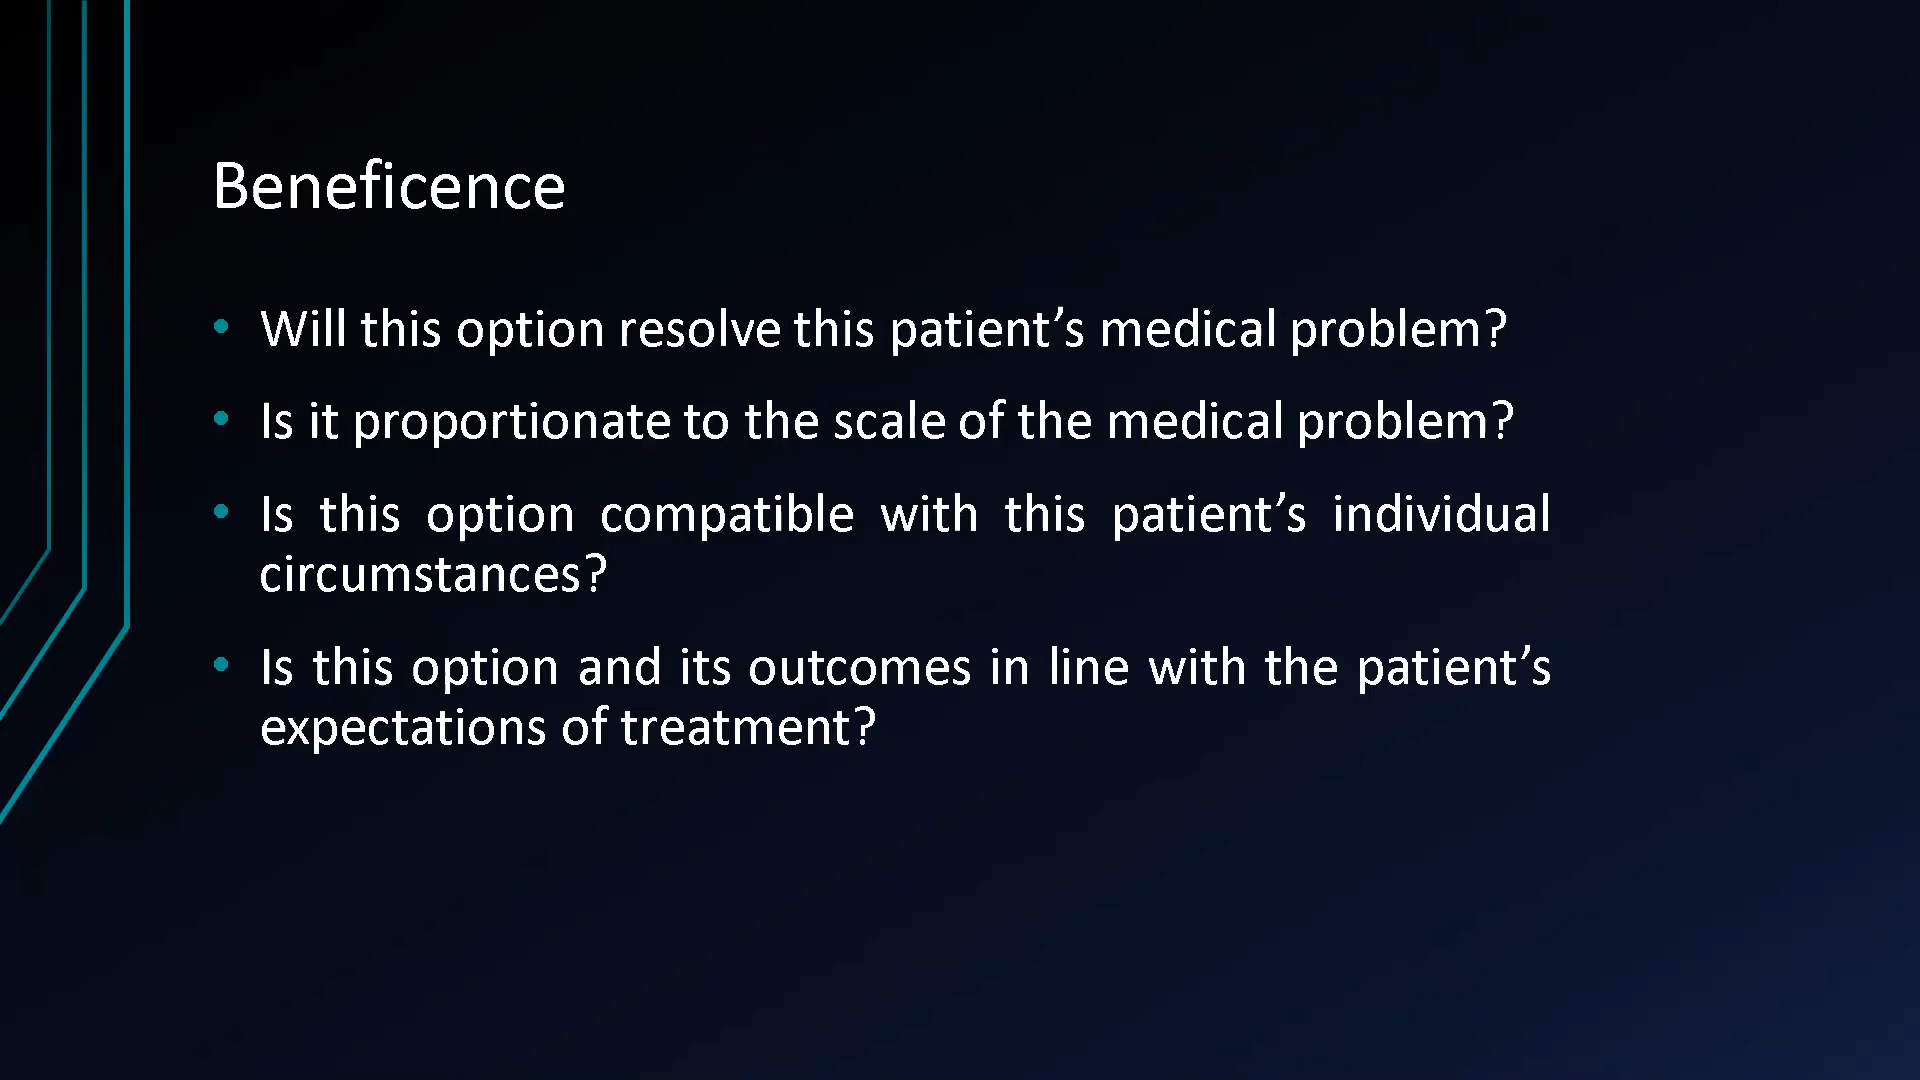 Beneficence
• Will this option resolve this patient’s medical problem?
• Is it proportionate to the scale of the medical problem?
• Is this option compatible with this patient’s individual
circumstances?
• Is this option and its outcomes in line with the patient’s
expectations of treatment?